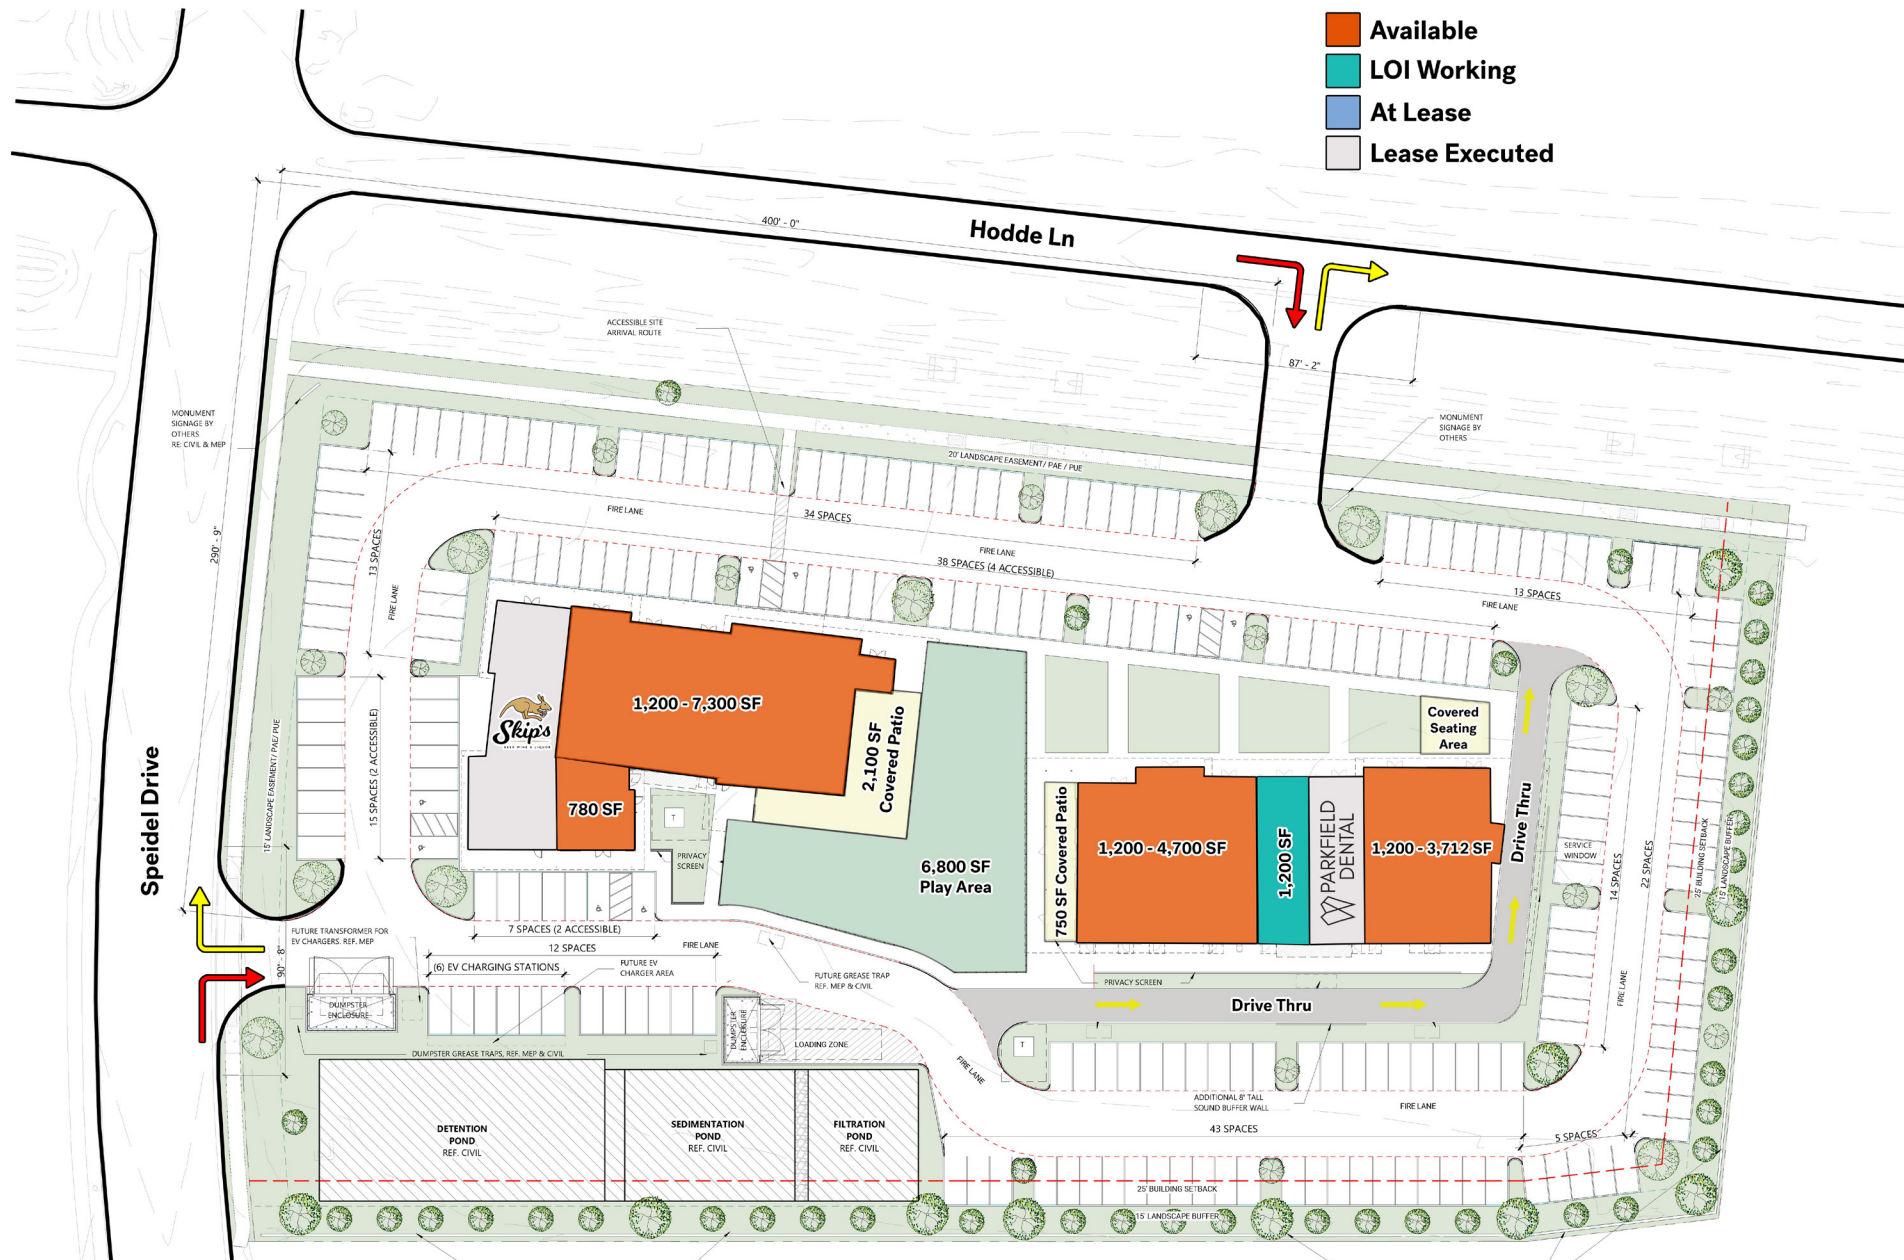 Available
LOI Working
At Lease
Lease Executed
400' - 0"
Hodde Ln
87' - 2"
ACCESSIBLE SITE
ARRIVAL ROUTE
MONUMENT
SIGNAGE BY
OTHERS
RE: CIVIL & MEP
MONUMENT
SIGNAGE BY
OTHERS
20' LANDSCAPE EASEMENT/ PAE / PUE
FIRE LANE
34 SPACES
FIRE LANE
38 SPACES (4 ACCESSIBLE)
290' - 9"
13 SPACES
FIRE LANE
13 SPACES
FIRE LANE
1,200 - 7,300 SF
Skip's
BEER WINE & LIQUOR
2,100 SF
Covered Patio
Covered
Seating
Area
15' LANDSCAPE EASEMENT/ PAE/ PUE
15 SPACES (2 ACCESSIBLE)
Speidel Drive
780 SF
T
PRIVACY
SCREEN
6,800 SF
Play Area
750 SF Covered Patio
1,200 - 4,700 SF
1,200 SF
PARKFIELD
DENTAL
1,200 - 3,712 SF
Drive Thru
SERVICE
WINDOW
14 SPACES
22 SPACES
25' BUILDING SETBACK
15' LANDSCAPE BUFFER
FIRE LANE
7 SPACES (2 ACCESSIBLE)
12 SPACES
FIRE LANE
FUTURE TRANSFORMER FOR
EV CHARGERS. REF. MEP
90' - 8"
(6) EV CHARGING STATIONS
FUTURE EV
CHARGER AREA
FUTURE GREASE TRAP
REF. MEP & CIVIL
PRIVACY SCREEN
Drive Thru
DUMPSTER
ENCLOSURE
DUMPSTER
ENCLOSURE
LOADING ZONE
T
DUMPSTER GREASE TRAPS, REF. MEP & CIVIL
FIRE LANE
ADDITIONAL 8' TALL
SOUND BUFFER WALL
FIRE LANE
DETENTION
POND
REF. CIVIL
SEDIMENTATION
POND
REF. CIVIL
FILTRATION
POND
REF. CIVIL
43 SPACES
5 SPACES
25' BUILDING SETBACK
15' LANDSCAPE BUFFER